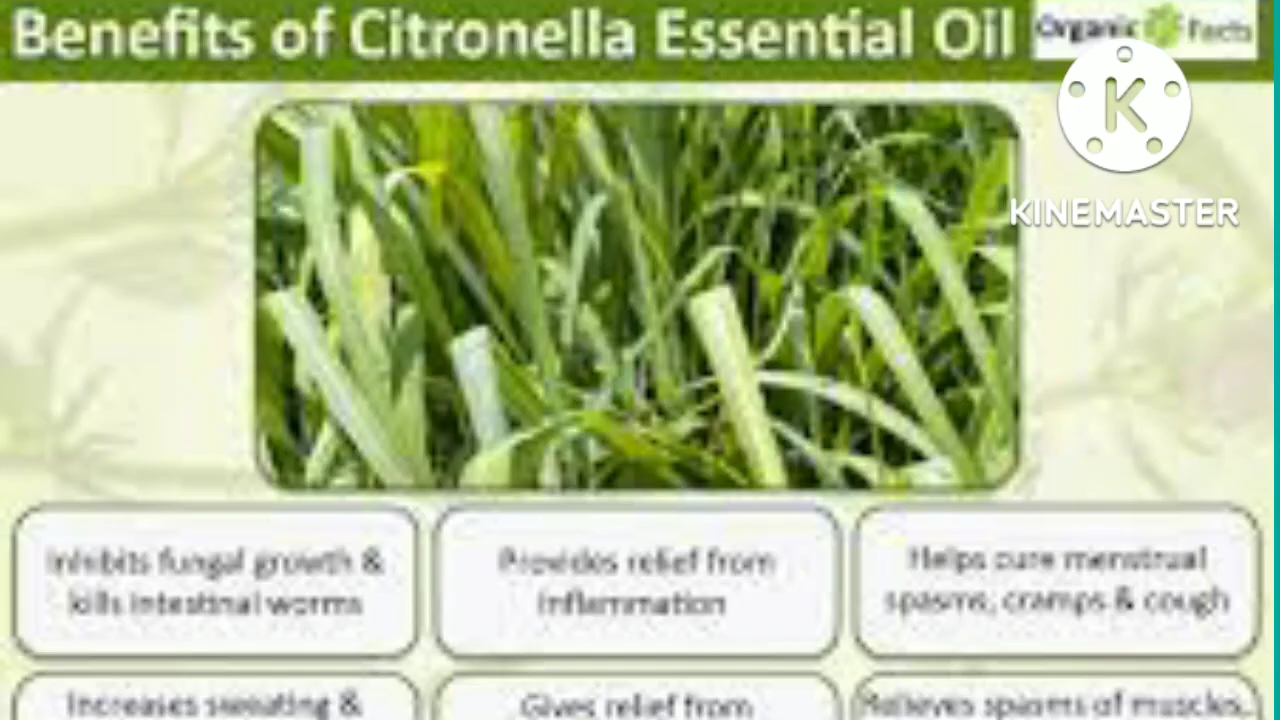 Benefits of Citronella Essential Oil
Organic Facts
K
KINEMASTER
Inhibits fungal growth &
kills intestinal worms
Provides relief from
inflammation
Helps cure menstrual
spasms, cramps & cough
Increases sweating &
Gives relief from
Relieves spasms of muscles,